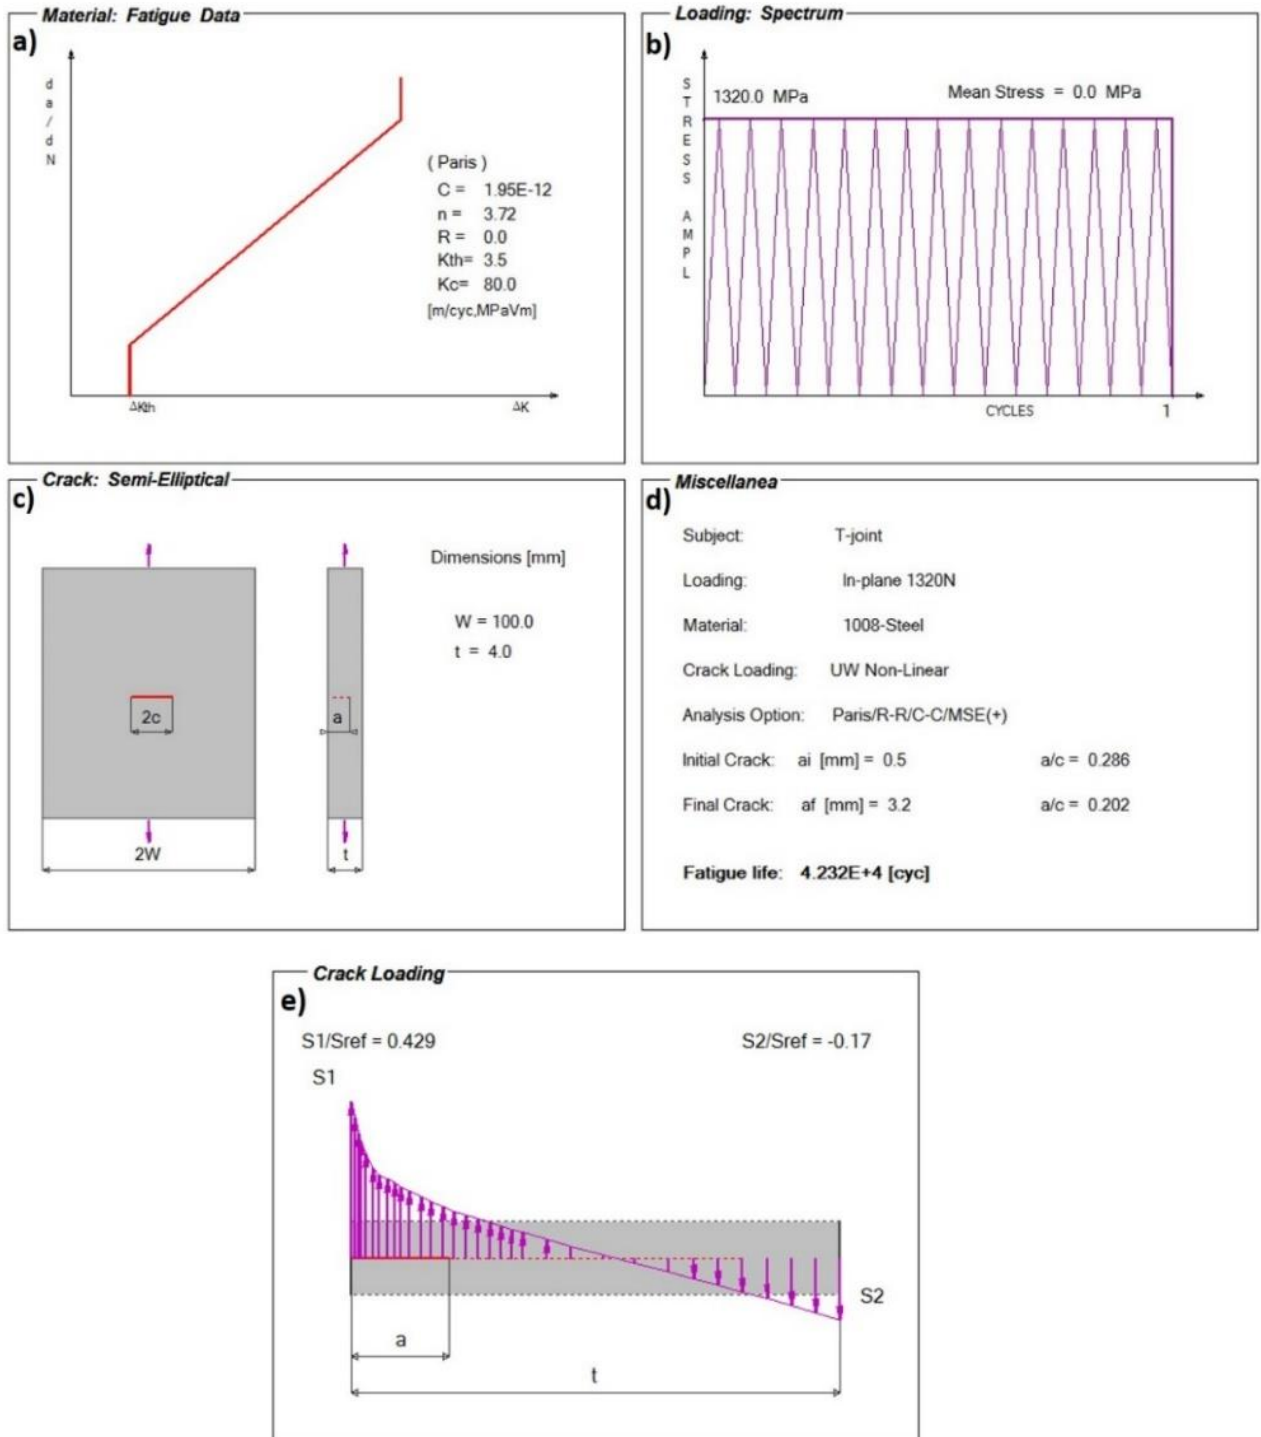 Material: Fatigue Data
a)
da/dN
( Paris )
C = 1.95E-12
n = 3.72
R = 0.0
Kth= 3.5
Kc= 80.0
[m/cyc,MPaVm]
ΔKth
ΔK
Loading: Spectrum
b)
STRESS AMPL
1320.0 MPa
Mean Stress = 0.0 MPa
CYCLES
1
Crack: Semi-Elliptical
c)
Dimensions [mm]
W = 100.0
t = 4.0
2c
a
2W
t
Miscellanea
d)
Subject: T-joint
Loading: In-plane 1320N
Material: 1008-Steel
Crack Loading: UW Non-Linear
Analysis Option: Paris/R-R/C-C/MSE(+)
Initial Crack: ai [mm] = 0.5 a/c = 0.286
Final Crack: af [mm] = 3.2 a/c = 0.202
Fatigue life: 4.232E+4 [cyc]
Crack Loading
e)
S1/Sref = 0.429 S2/Sref = -0.17
S1
S2
a
t